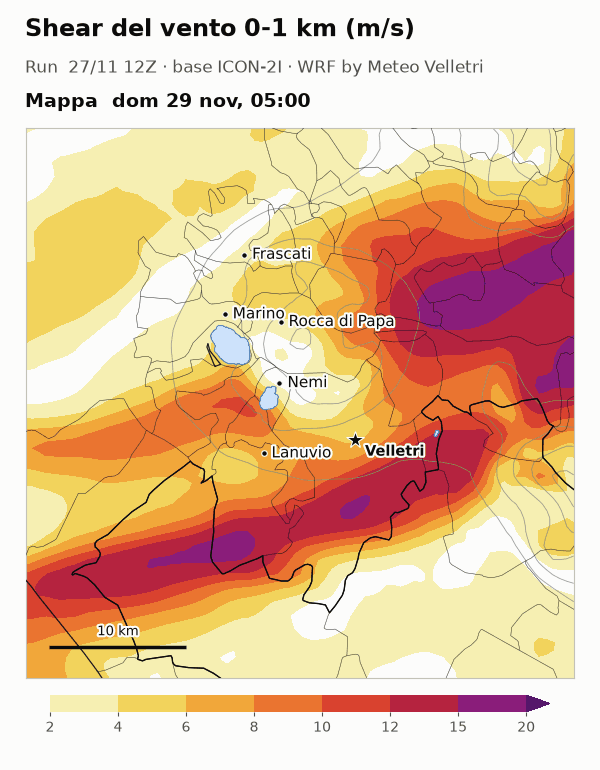 Shear del vento 0-1 km (m/s)
Run  27/11 12Z · base ICON-2I · WRF by Meteo Velletri
Mappa  dom 29 nov, 05:00
Frascati
Marino
Rocca di Papa
Nemi
Velletri
Lanuvio
10 km
2 4 6 8 10 12 15 20